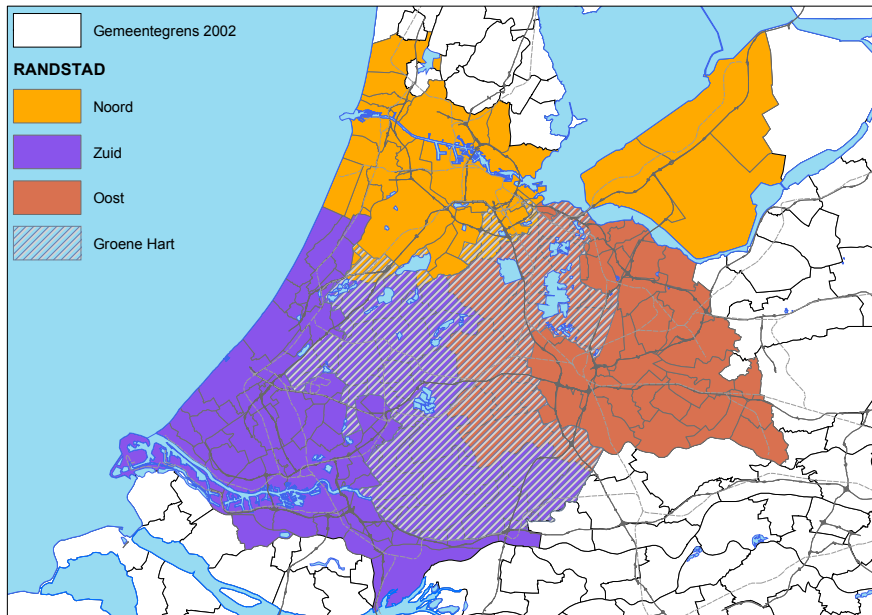 Gemeentegrens 2002
RANDSTAD
Noord
Zuid
Oost
Groene Hart